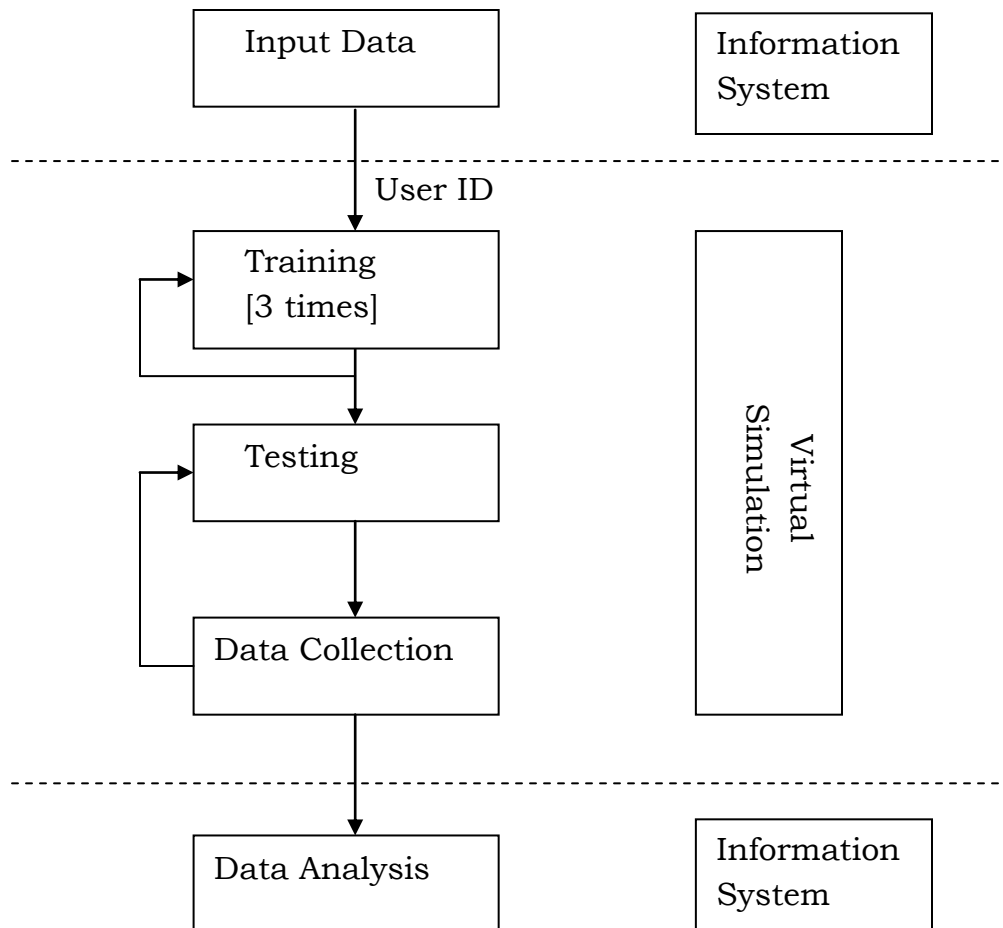 Input Data
Information
System
User ID
Training
[3 times]
Testing
Virtual
Simulation
Data Collection
Data Analysis
Information
System